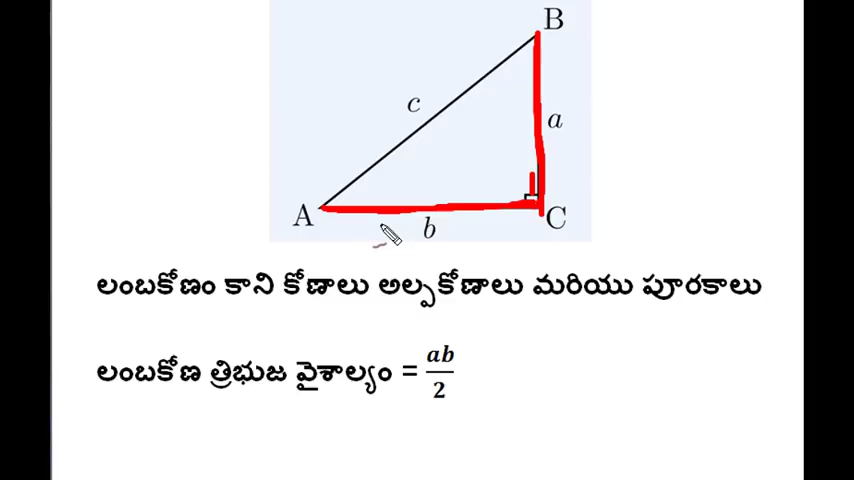 B
c
a
A
C
b
లంబకోణం కాని కోణాలు అల్పకోణాలు మరియు పూరకాలు
లంబకోణ త్రిభుజ వైశాల్యం = ab/2